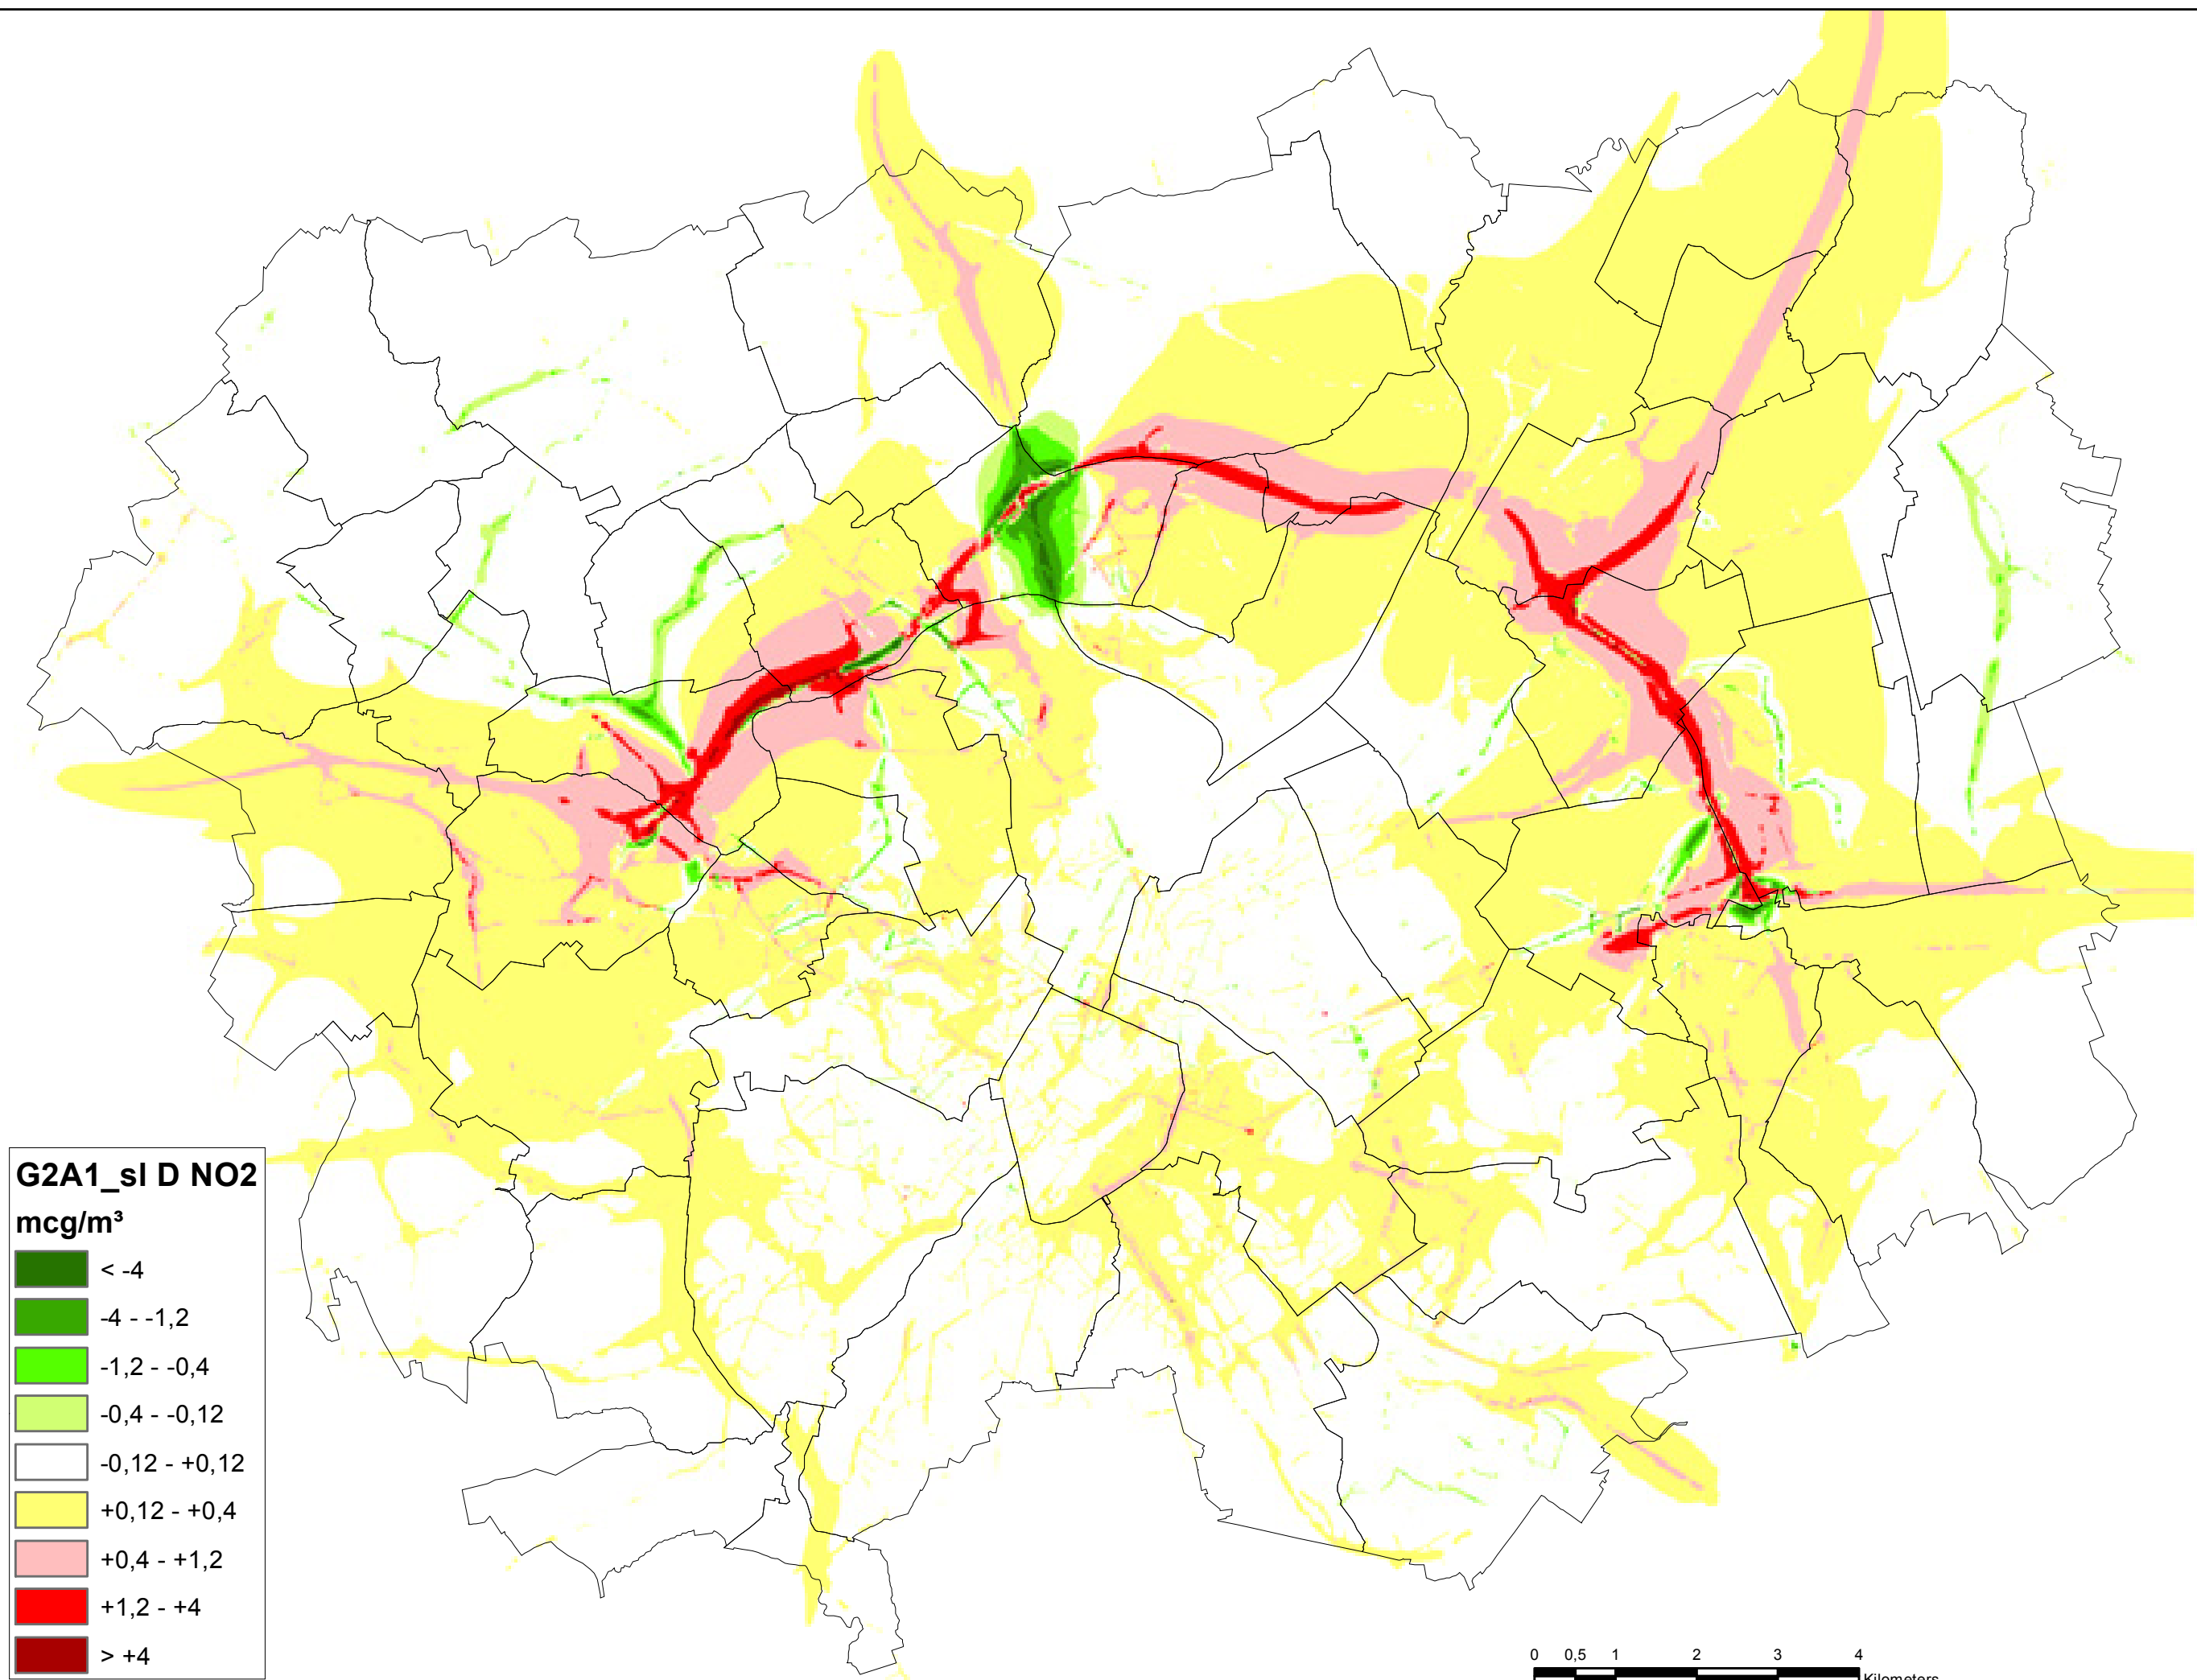 G2A1_sl D NO2
mcg/m³
< -4
-4 - -1,2
-1,2 - -0,4
-0,4 - -0,12
-0,12 - +0,12
+0,12 - +0,4
+0,4 - +1,2
+1,2 - +4
> +4
0 0,5 1 2 3 4
Kilometers